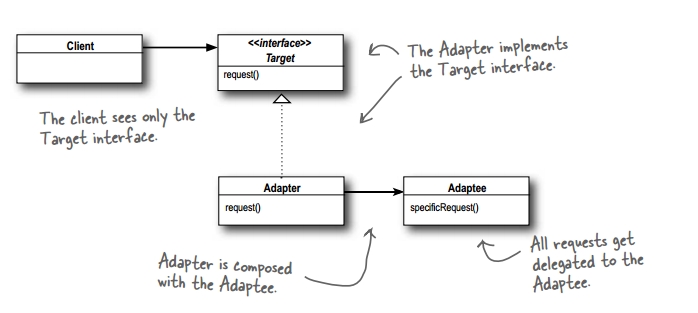 Client
<<interface>>
Target
request()
The Adapter implements
the Target interface.
The client sees only the
Target interface.
Adapter
request()
Adaptee
specificRequest()
Adapter is composed
with the Adaptee.
All requests get
delegated to the
Adaptee.